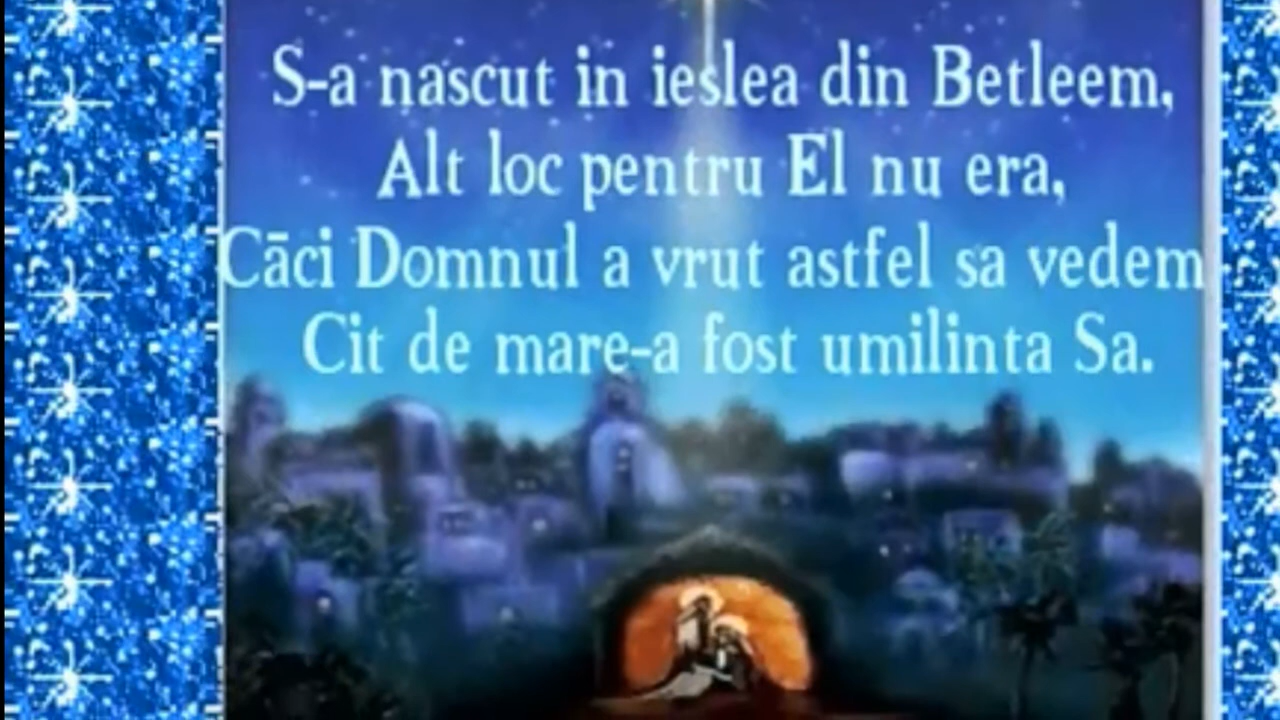 S-a nascut in ieslea din Betleem,
Alt loc pentru El nu era,
Cāci Domnul a vrut astfel sa vedem
Cit de mare-a fost umilinta Sa.